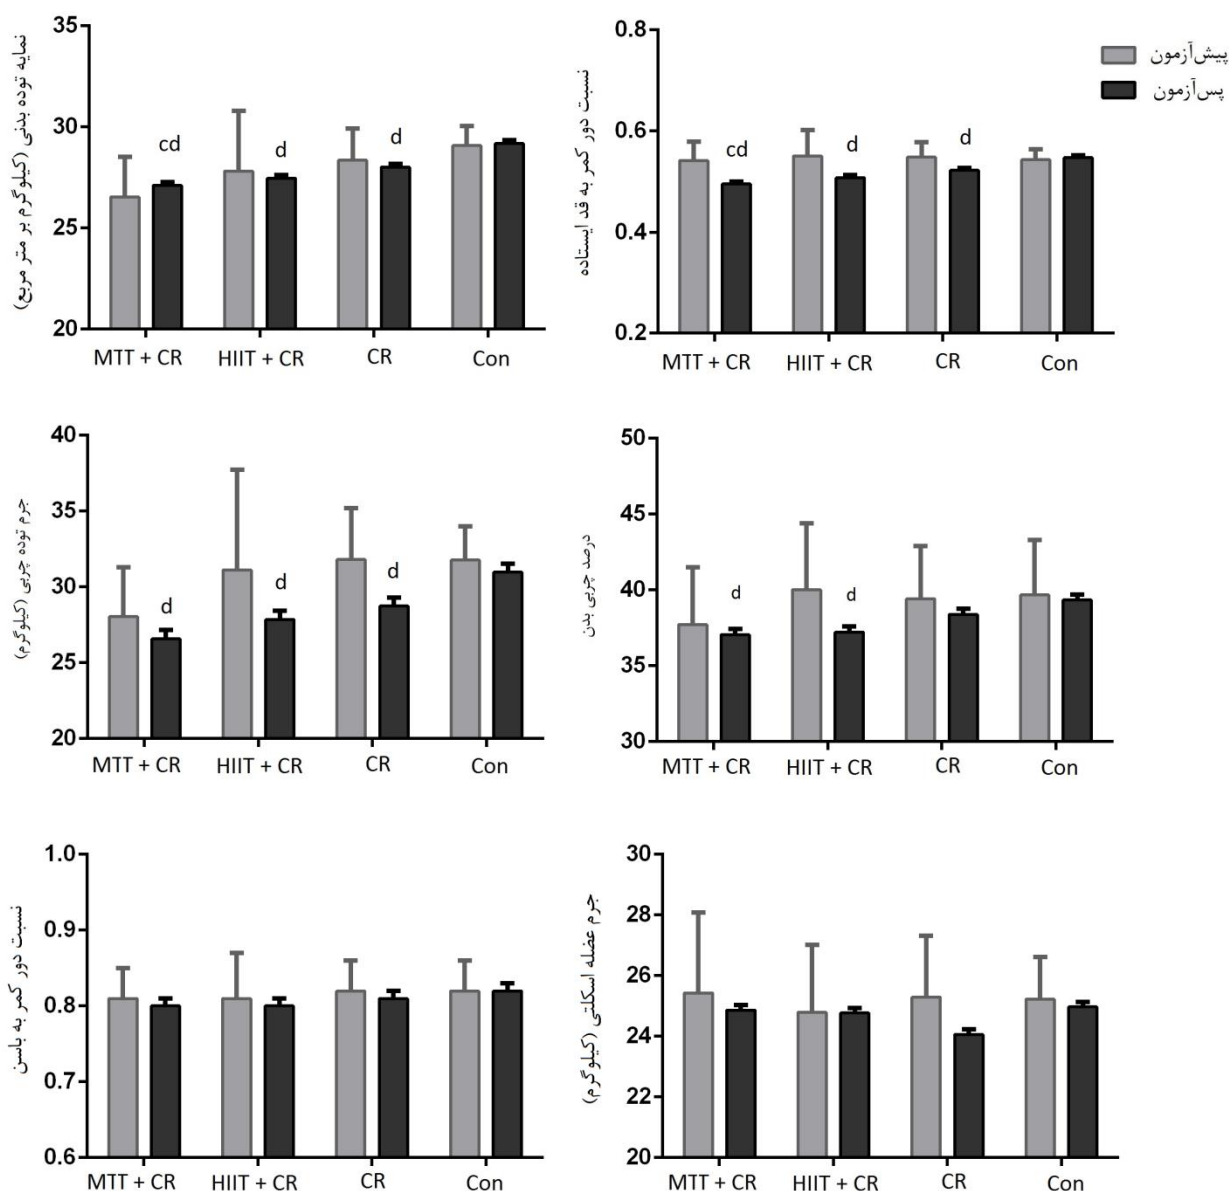 نمایه توده بدنی (کیلوگرم بر متر مربع)
35
30
25
20
cd
d
d
MTT + CR
HIIT + CR
CR
Con
نسبت دور کمر به قد ایستاده
0.8
0.6
0.4
0.2
cd
d
d
MTT + CR
HIIT + CR
CR
Con
پیش‌آزمون
پس‌آزمون
جرم توده چربی (کیلوگرم)
40
35
30
25
20
d
d
d
MTT + CR
HIIT + CR
CR
Con
درصد چربی بدن
50
45
40
35
30
d
d
MTT + CR
HIIT + CR
CR
Con
نسبت دور کمر به باسن
1.0
0.9
0.8
0.7
0.6
MTT + CR
HIIT + CR
CR
Con
جرم عضله اسکلتی (کیلوگرم)
30
28
26
24
22
20
MTT + CR
HIIT + CR
CR
Con